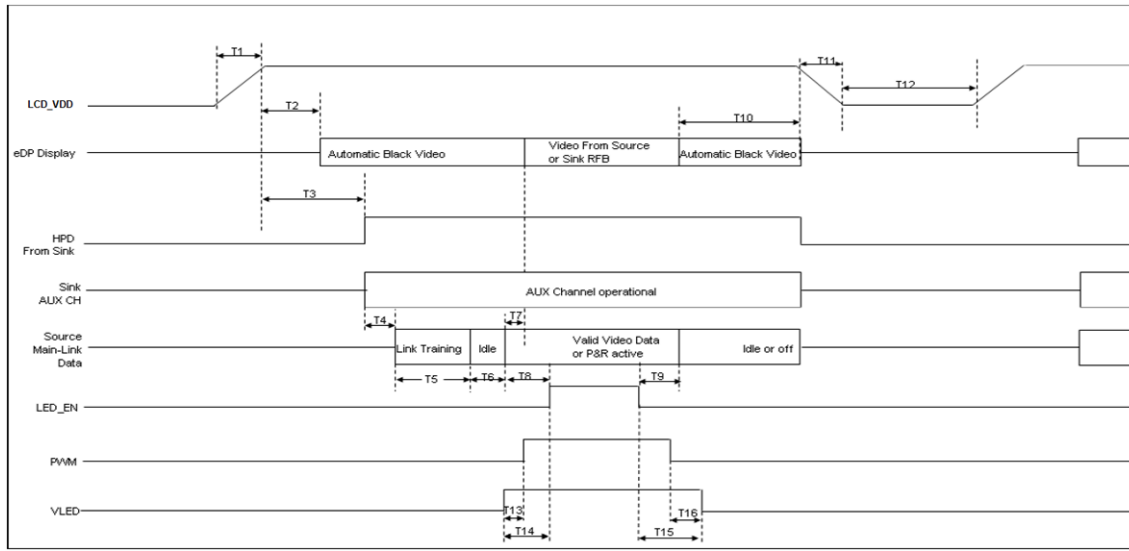 T1
T11
LCD_VDD
T2
T12
T10
eDP Display
Automatic Black Video
Video From Source
or Sink RFB
Automatic Black Video
T3
HPD
From Sink
Sink
AUX CH
AUX Channel operational
T4
T7
Source
Main-Link
Data
Link Training
Idle
Valid Video Data
or P&R active
Idle or off
T5
T6
T8
T9
LED_EN
PWM
VLED
T13
T16
T14
T15